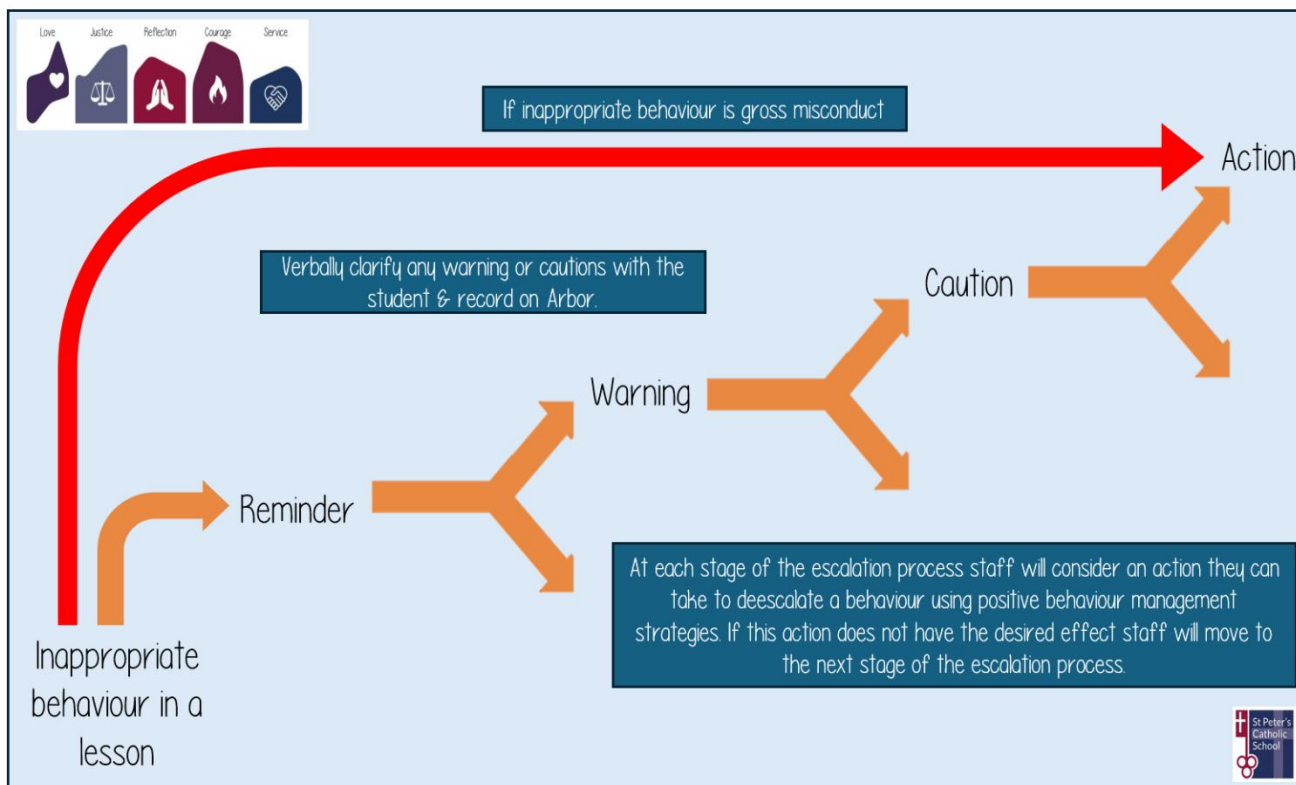 Love Justice Reflection Courage Service
If inappropriate behaviour is gross misconduct
Action
Verbally clarify any warning or cautions with the
student & record on Arbor.
Caution
Warning
Reminder
At each stage of the escalation process staff will consider an action they can
take to deescalate a behaviour using positive behaviour management
strategies. If this action does not have the desired effect staff will move to
the next stage of the escalation process.
Inappropriate
behaviour in a
lesson
St Peter's
Catholic
School